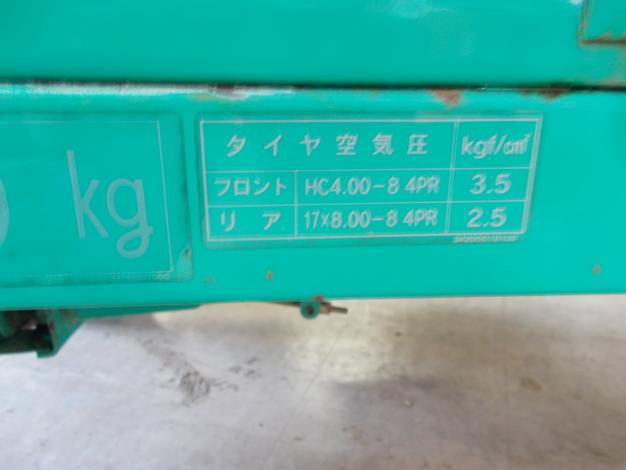 kg
タイヤ空気圧 kgf/cm²
フロント HC4.00-8 4PR 3.5
リア 17x8.00-8 4PR 2.5